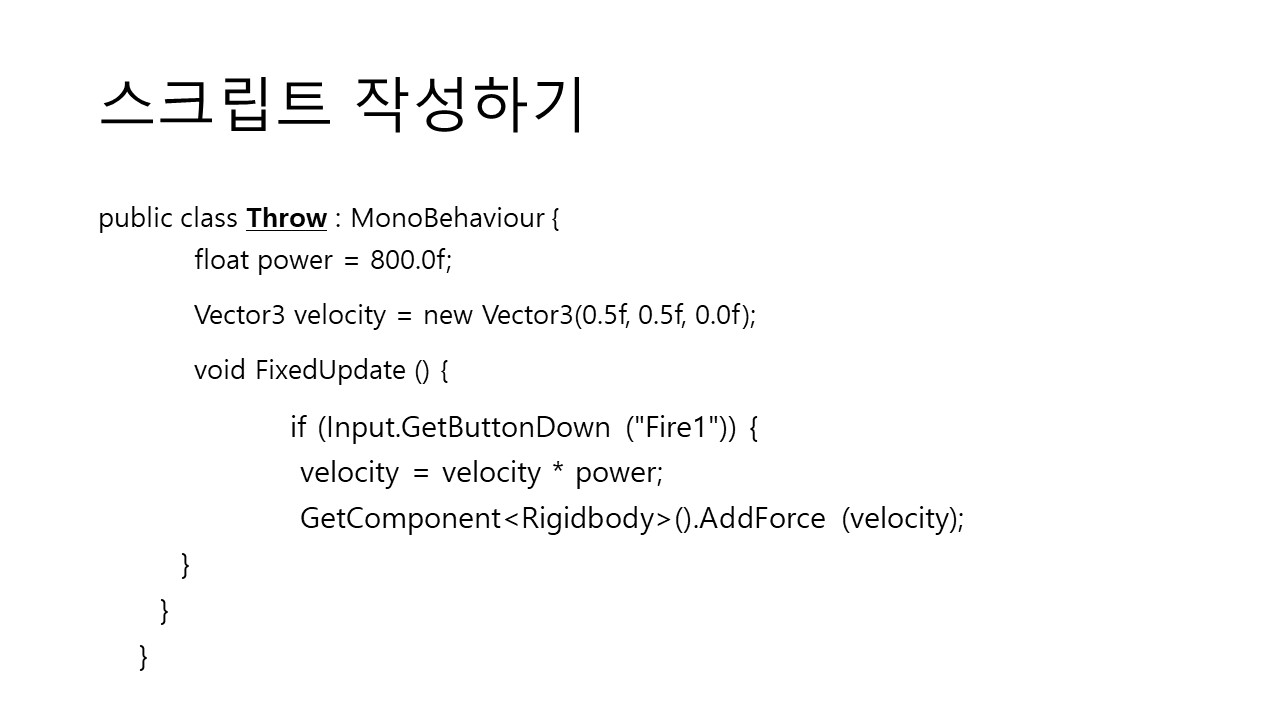 스크립트 작성하기
public class Throw : MonoBehaviour {
float power = 800.0f;
Vector3 velocity = new Vector3(0.5f, 0.5f, 0.0f);
void FixedUpdate () {
if (Input.GetButtonDown ("Fire1")) {
velocity = velocity * power;
GetComponent<Rigidbody>().AddForce (velocity);
}
}
}